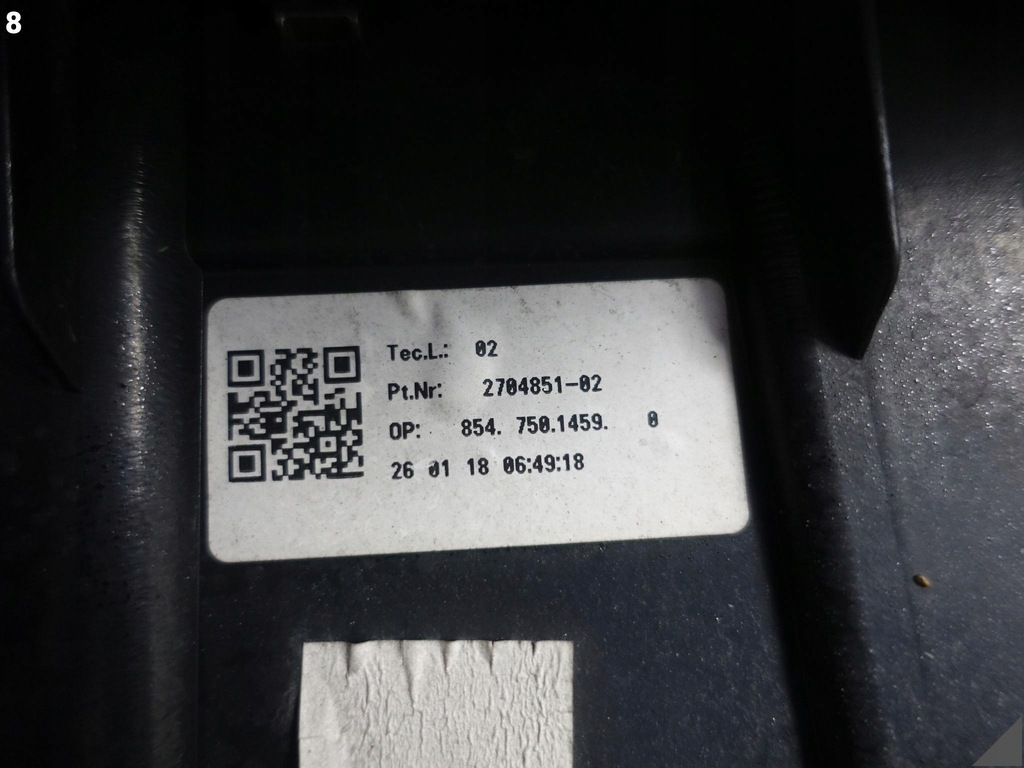 8
Tec.L.: 02
Pt.Nr: 2704851-02
OP: 854. 750.1459. 0
26 01 18 06:49:18